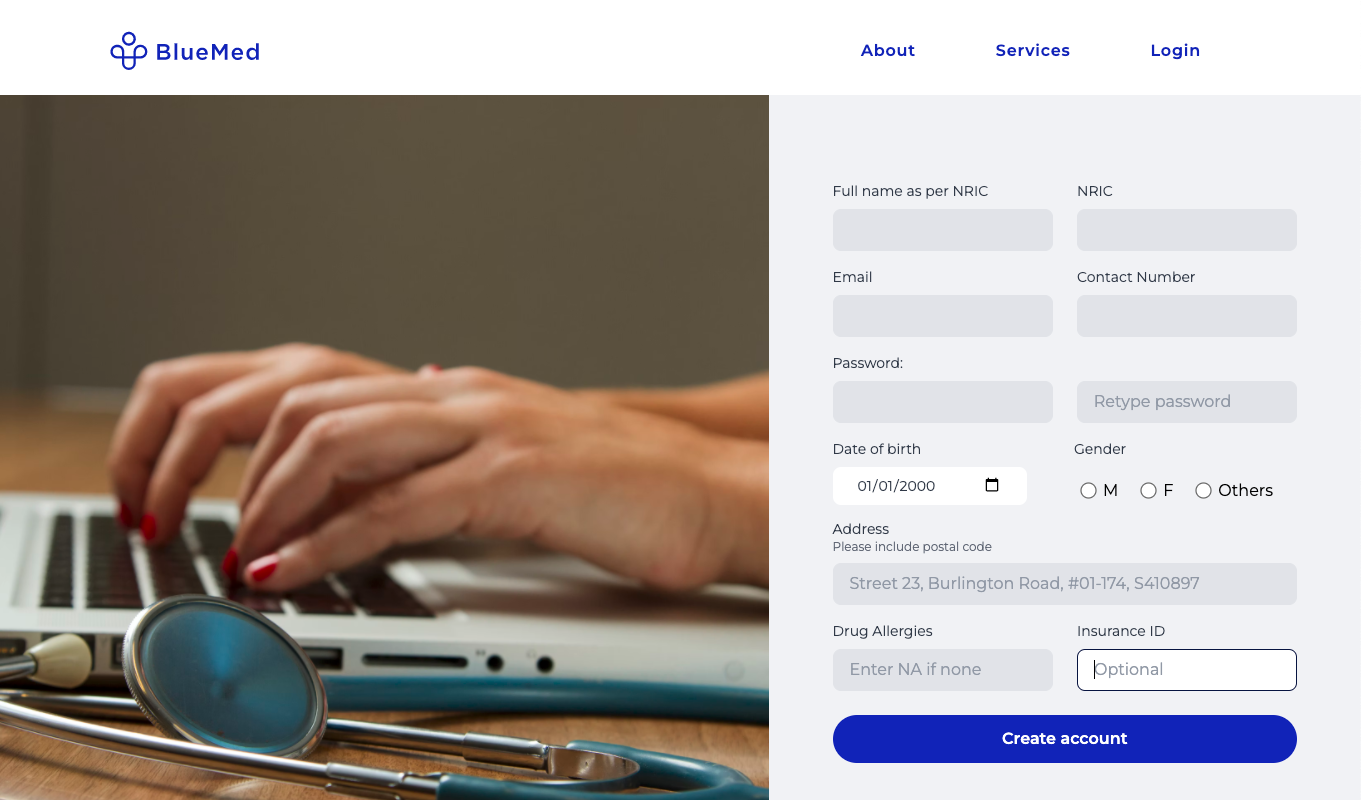 BlueMed
About Services Login
Full name as per NRIC NRIC
Email Contact Number
Password:
Retype password
Date of birth Gender
01/01/2000 M F Others
Address
Please include postal code
Street 23, Burlington Road, #01-174, S410897
Drug Allergies Insurance ID
Enter NA if none Optional
Create account